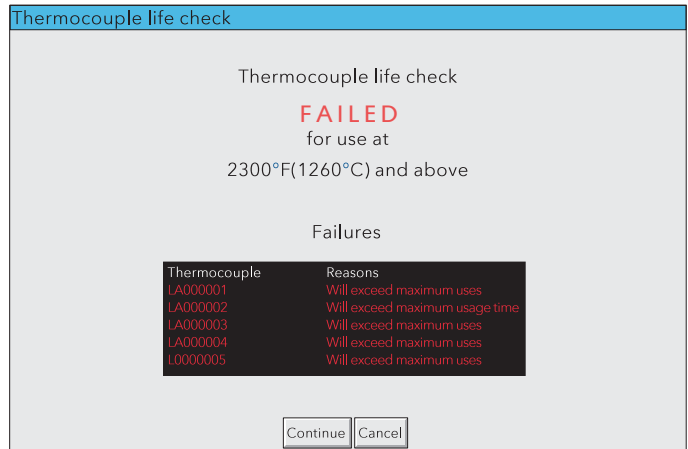 Thermocouple life check
Thermocouple life check
FAILED
for use at
2300°F(1260°C) and above
Failures
Thermocouple Reasons
LA000001 Will exceed maximum uses
LA000002 Will exceed maximum usage time
LA000003 Will exceed maximum uses
LA000004 Will exceed maximum uses
L0000005 Will exceed maximum uses
Continue Cancel